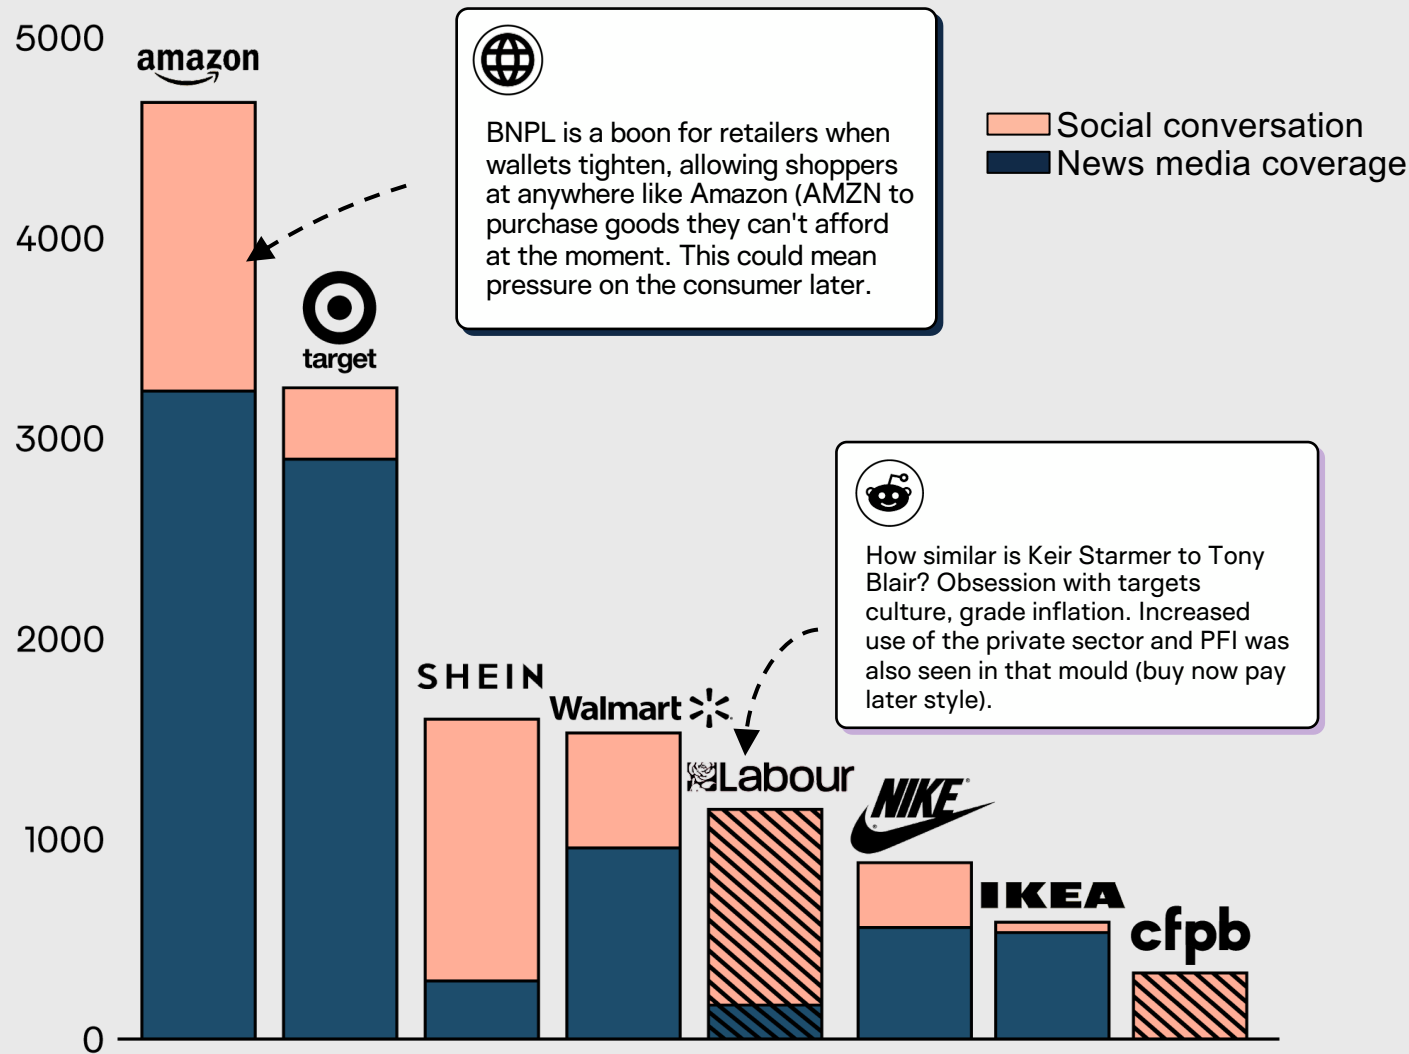 5000
4000
3000
2000
1000
0
amazon
target
SHEIN
Walmart
Labour
NIKE
IKEA
cfpb
BNPL is a boon for retailers when
wallets tighten, allowing shoppers
at anywhere like Amazon (AMZN to
purchase goods they can't afford
at the moment. This could mean
pressure on the consumer later.
Social conversation
News media coverage
How similar is Keir Starmer to Tony
Blair? Obsession with targets
culture, grade inflation. Increased
use of the private sector and PFI was
also seen in that mould (buy now pay
later style).